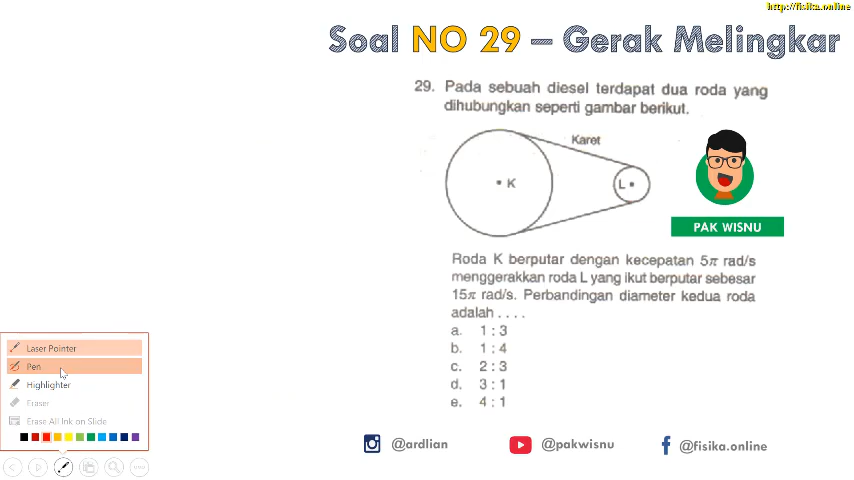 http://fisika.online
Soal NO 29 – Gerak Melingkar
29. Pada sebuah diesel terdapat dua roda yang
dihubungkan seperti gambar berikut.
Karet
K
L
PAK WISNU
Roda K berputar dengan kecepatan 5π rad/s
menggerakkan roda L yang ikut berputar sebesar
15π rad/s. Perbandingan diameter kedua roda
adalah . . . .
a. 1 : 3
b. 1 : 4
c. 2 : 3
d. 3 : 1
e. 4 : 1
Laser Pointer
Pen
Highlighter
Eraser
Erase All Ink on Slide
@ardlian
@pakwisnu
@fisika.online